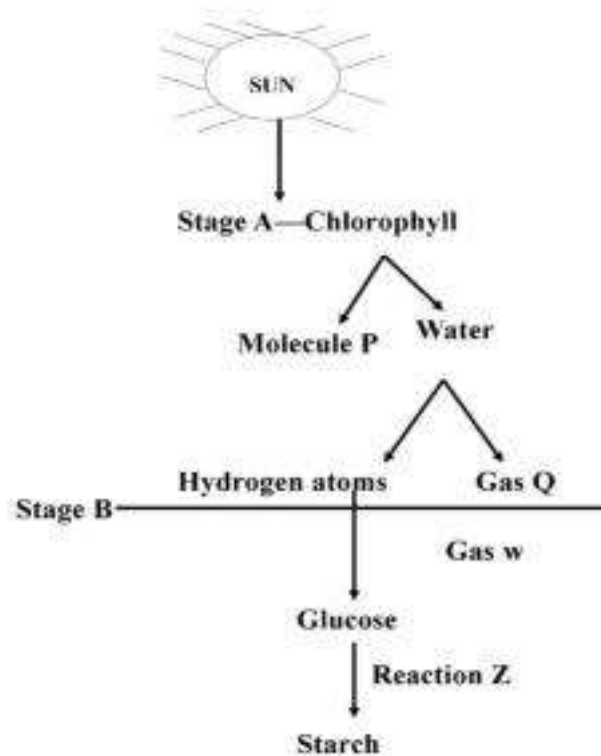 SUN
Stage A—Chlorophyll
Molecule P
Water
Hydrogen atoms
Gas Q
Stage B
Gas w
Glucose
Reaction Z
Starch